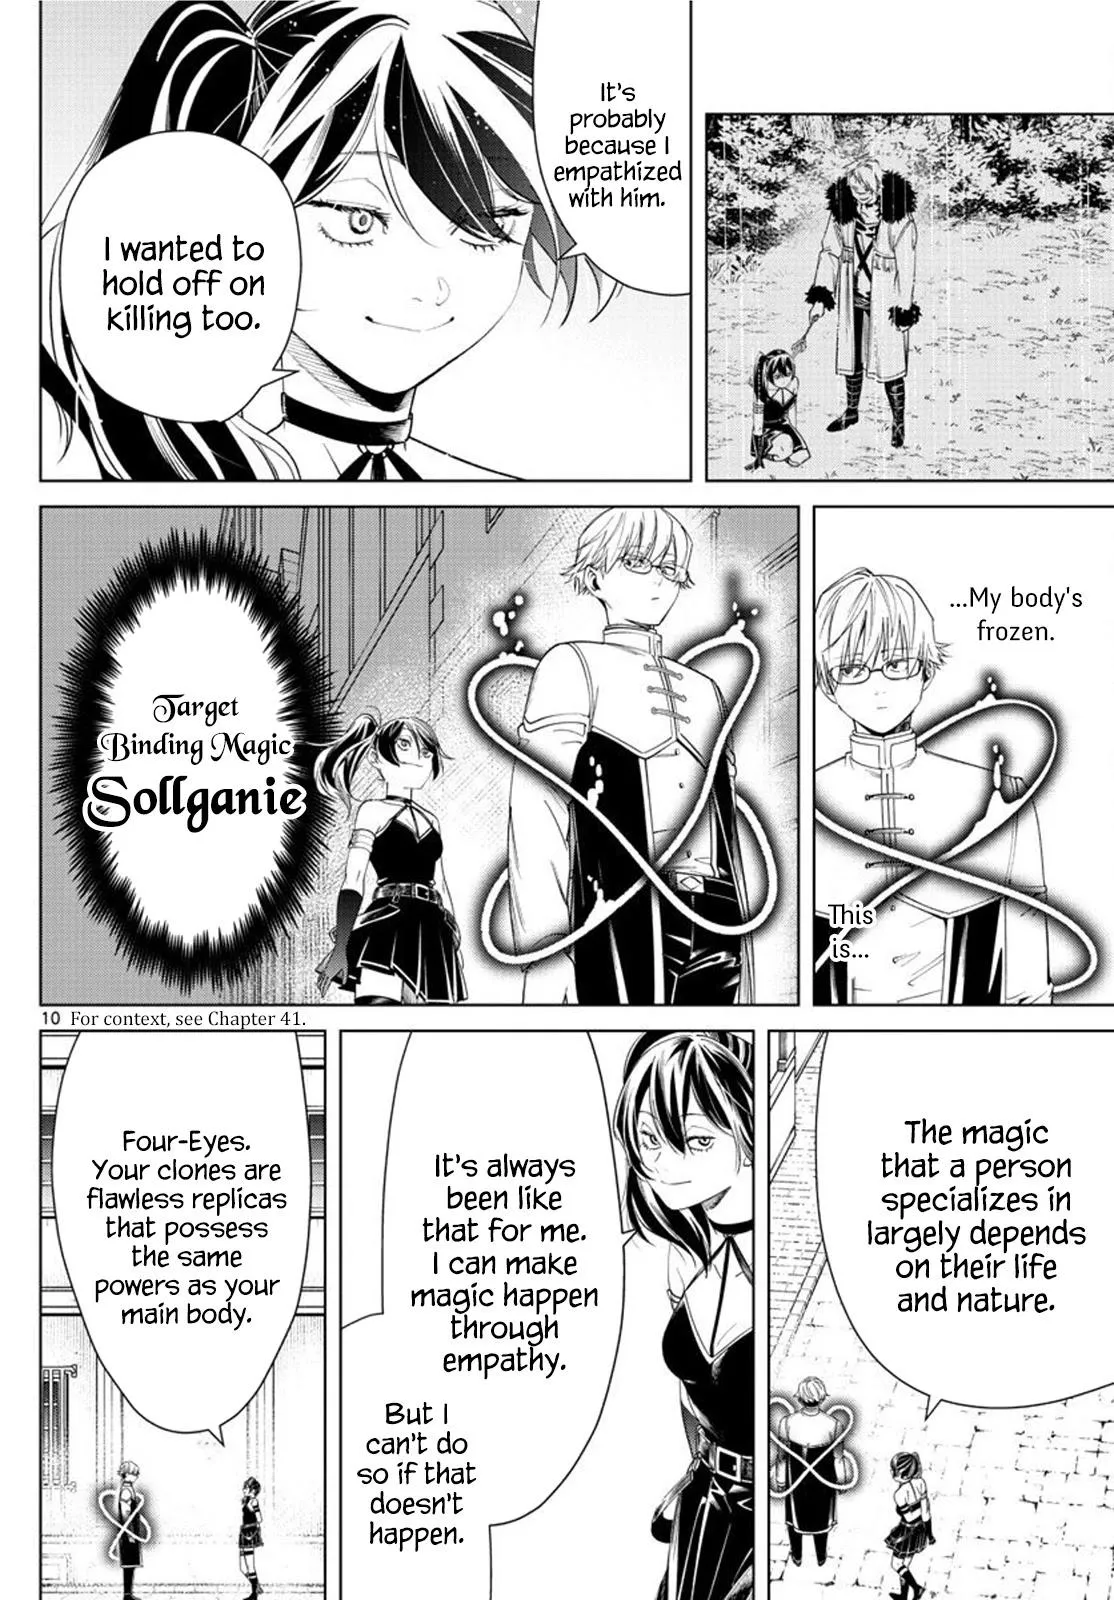 It's
probably
because I
empathized
with him.
I wanted to
hold off on
killing too.
...My body's
frozen.
This
is...
Target
Binding Magic
Sollganie
10 For context, see Chapter 41.
The magic
that a person
specializes in
largely depends
on their life
and nature.
It's always
been like
that for me.
I can make
magic happen
through
empathy.
But I
can't do
so if that
doesn't
happen.
Four-Eyes.
Your clones are
flawless replicas
that possess
the same
powers as your
main body.